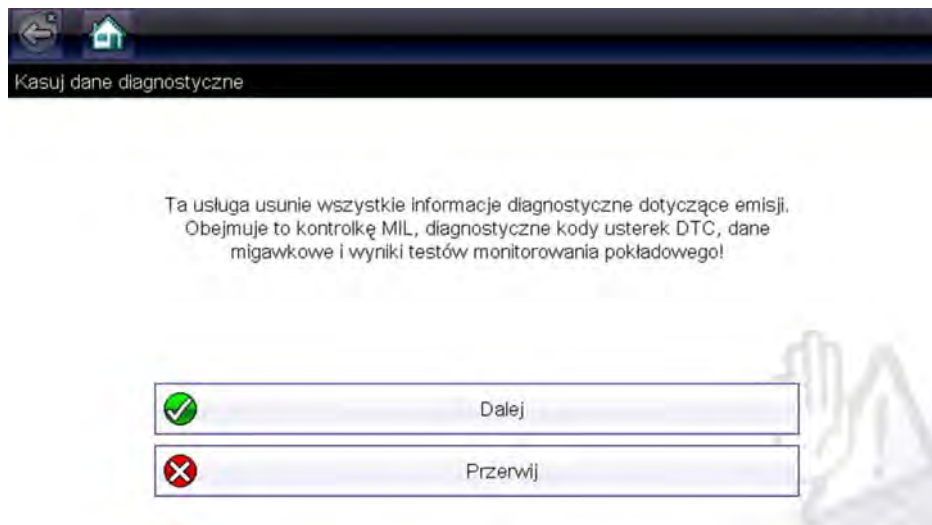 Kasuj dane diagnostyczne
Ta usługa usunie wszystkie informacje diagnostyczne dotyczące emisji.
Obejmuje to kontrolkę MIL, diagnostyczne kody usterek DTC, dane
migawkowe i wyniki testów monitorowania pokładowego!
Dalej
Przerwij